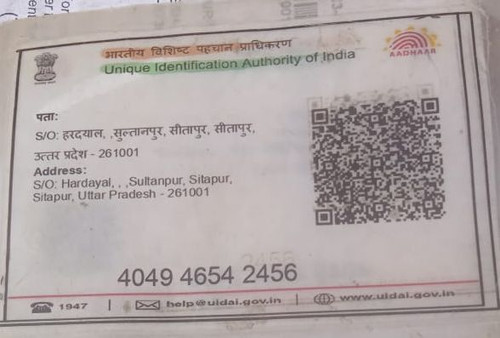 भारतीय विशिष्ट पहचान प्राधिकरण
Unique Identification Authority of India
AADHAAR
पता:
S/O: हरदयाल, ,सुल्तानपुर, सीतापुर, सीतापुर,
उत्तर प्रदेश - 261001
Address:
S/O: Hardayal, , ,Sultanpur, Sitapur,
Sitapur, Uttar Pradesh - 261001
4049 4654 2456
1947 | help@uidai.gov.in | www.uidai.gov.in